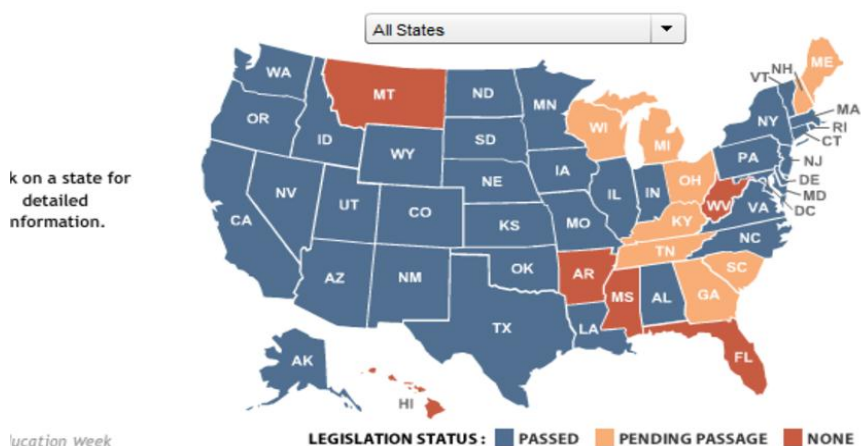 All States
WA
MT
ND
MN
VT
NH
ME
OR
ID
SD
WI
MI
NY
MA
RI
CT
WY
IA
PA
NJ
k on a state for
detailed
nformation.
NV
NE
IL
IN
OH
DE
MD
CA
UT
CO
KS
MO
WV
VA
DC
KY
NC
TN
AZ
NM
OK
AR
SC
MS
AL
GA
TX
LA
AK
FL
HI
ucation Week
LEGISLATION STATUS : PASSED PENDING PASSAGE NONE